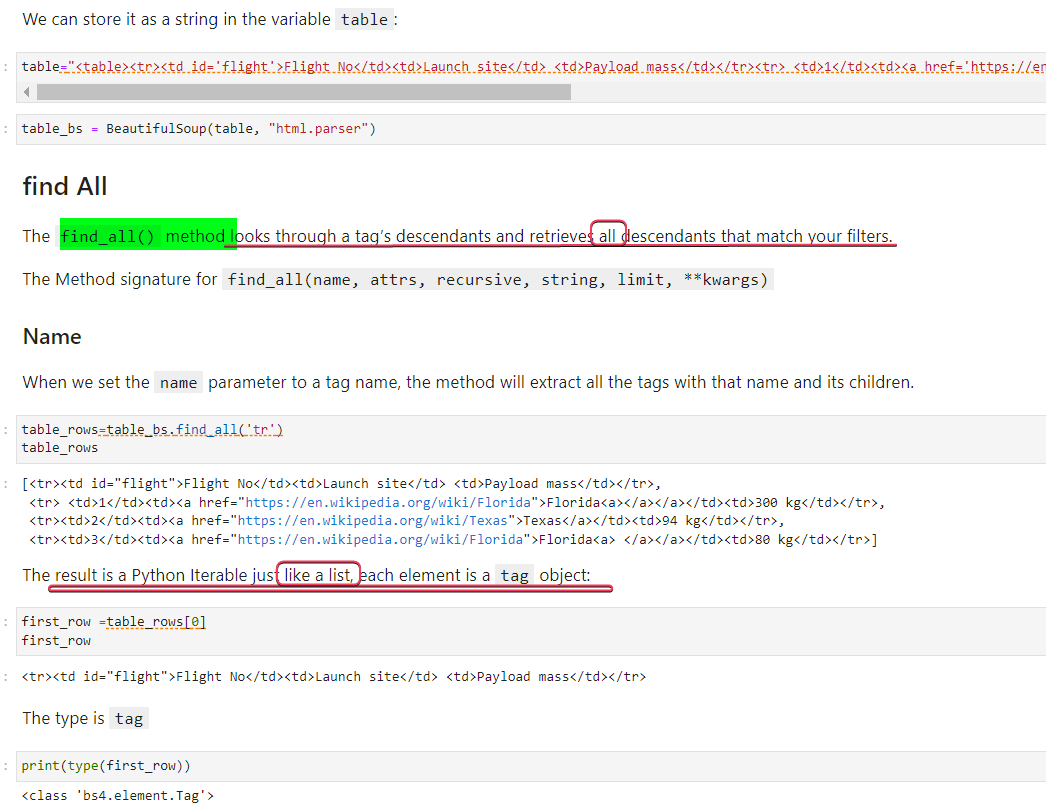 We can store it as a string in the variable table:
: table="<table><tr><td id='flight'>Flight No</td><td>Launch site</td> <td>Payload mass</td></tr><tr> <td>1</td><td><a href='https://en
: table_bs = BeautifulSoup(table, "html.parser")
find All
The find_all() method looks through a tag's descendants and retrieves all descendants that match your filters.
The Method signature for find_all(name, attrs, recursive, string, limit, **kwargs)
Name
When we set the name parameter to a tag name, the method will extract all the tags with that name and its children.
: table_rows=table_bs.find_all('tr')
table_rows
: [<tr><td id="flight">Flight No</td><td>Launch site</td> <td>Payload mass</td></tr>,
<tr> <td>1</td><td><a href="https://en.wikipedia.org/wiki/Florida">Florida<a></a></a></td><td>300 kg</td></tr>,
<tr><td>2</td><td><a href="https://en.wikipedia.org/wiki/Texas">Texas</a></td><td>94 kg</td></tr>,
<tr><td>3</td><td><a href="https://en.wikipedia.org/wiki/Florida">Florida<a> </a></a></td><td>80 kg</td></tr>]
The result is a Python Iterable just like a list, each element is a tag object:
: first_row =table_rows[0]
first_row
: <tr><td id="flight">Flight No</td><td>Launch site</td> <td>Payload mass</td></tr>
The type is tag
: print(type(first_row))
<class 'bs4.element.Tag'>